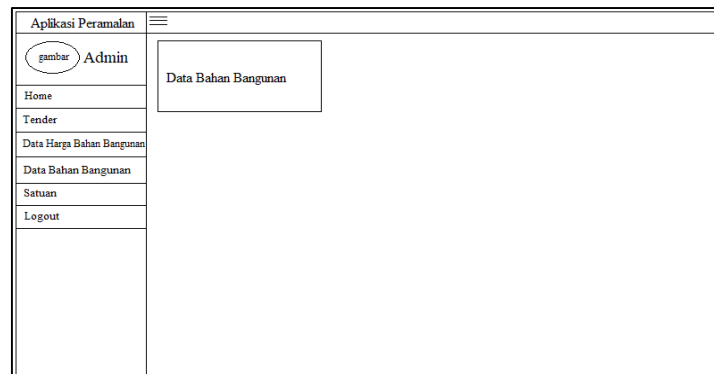 Aplikasi Peramalan
gambar
Admin
Data Bahan Bangunan
Home
Tender
Data Harga Bahan Bangunan
Data Bahan Bangunan
Satuan
Logout